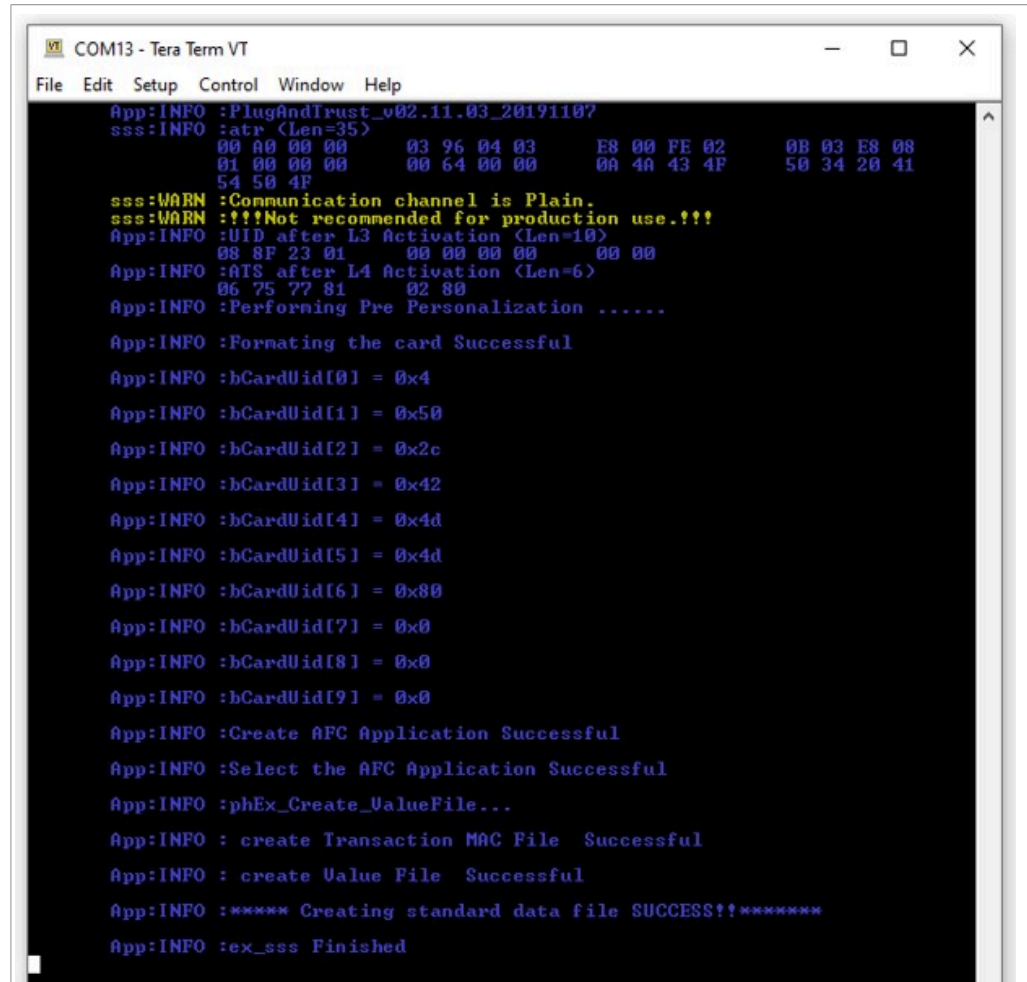 COM13 - Tera Term VT
File Edit Setup Control Window Help
App:INFO :PlugAndTrust_v02.11.03_20191107
sss:INFO :atr (Len=35)
00 A0 00 00 03 96 04 03 E8 00 FE 02 0B 03 E8 08
01 00 00 00 00 64 00 00 0A 4A 43 4F 50 34 20 41
54 50 4F
sss:WARN :Communication channel is Plain.
sss:WARN :!!!Not recommended for production use.!!!
App:INFO :UID after L3 Activation (Len=10)
08 8F 23 01 00 00 00 00 00 00
App:INFO :ATS after L4 Activation (Len=6)
06 75 77 81 02 80
App:INFO :Performing Pre Personalization ......
App:INFO :Formating the card Successful
App:INFO :bCardUid[0] = 0x4
App:INFO :bCardUid[1] = 0x50
App:INFO :bCardUid[2] = 0x2c
App:INFO :bCardUid[3] = 0x42
App:INFO :bCardUid[4] = 0x4d
App:INFO :bCardUid[5] = 0x4d
App:INFO :bCardUid[6] = 0x80
App:INFO :bCardUid[7] = 0x0
App:INFO :bCardUid[8] = 0x0
App:INFO :bCardUid[9] = 0x0
App:INFO :Create AFC Application Successful
App:INFO :Select the AFC Application Successful
App:INFO :phEx_Create_ValueFile...
App:INFO : create Transaction MAC File  Successful
App:INFO : create Value File  Successful
App:INFO :***** Creating standard data file SUCCESS!!*******
App:INFO :ex_sss Finished